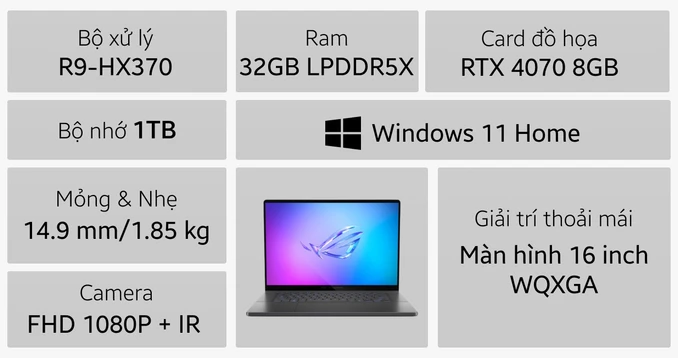 Bộ xử lý
R9-HX370
Ram
32GB LPDDR5X
Card đồ họa
RTX 4070 8GB
Bộ nhớ 1TB
Windows 11 Home
Mỏng & Nhẹ
14.9 mm/1.85 kg
Camera
FHD 1080P + IR
Giải trí thoải mái
Màn hình 16 inch
WQXGA